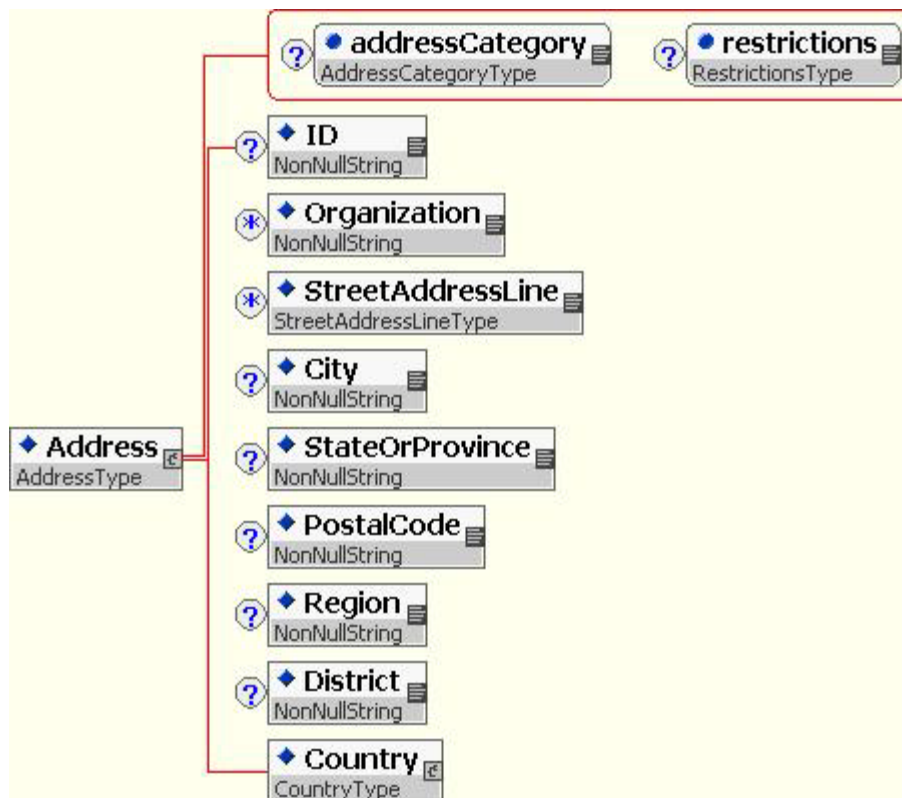 ? addressCategory ? restrictions
AddressCategoryType RestrictionsType
? ID
NonNullString
* Organization
NonNullString
* StreetAddressLine
StreetAddressLineType
? City
NonNullString
Address
AddressType
? StateOrProvince
NonNullString
? PostalCode
NonNullString
? Region
NonNullString
? District
NonNullString
Country
CountryType